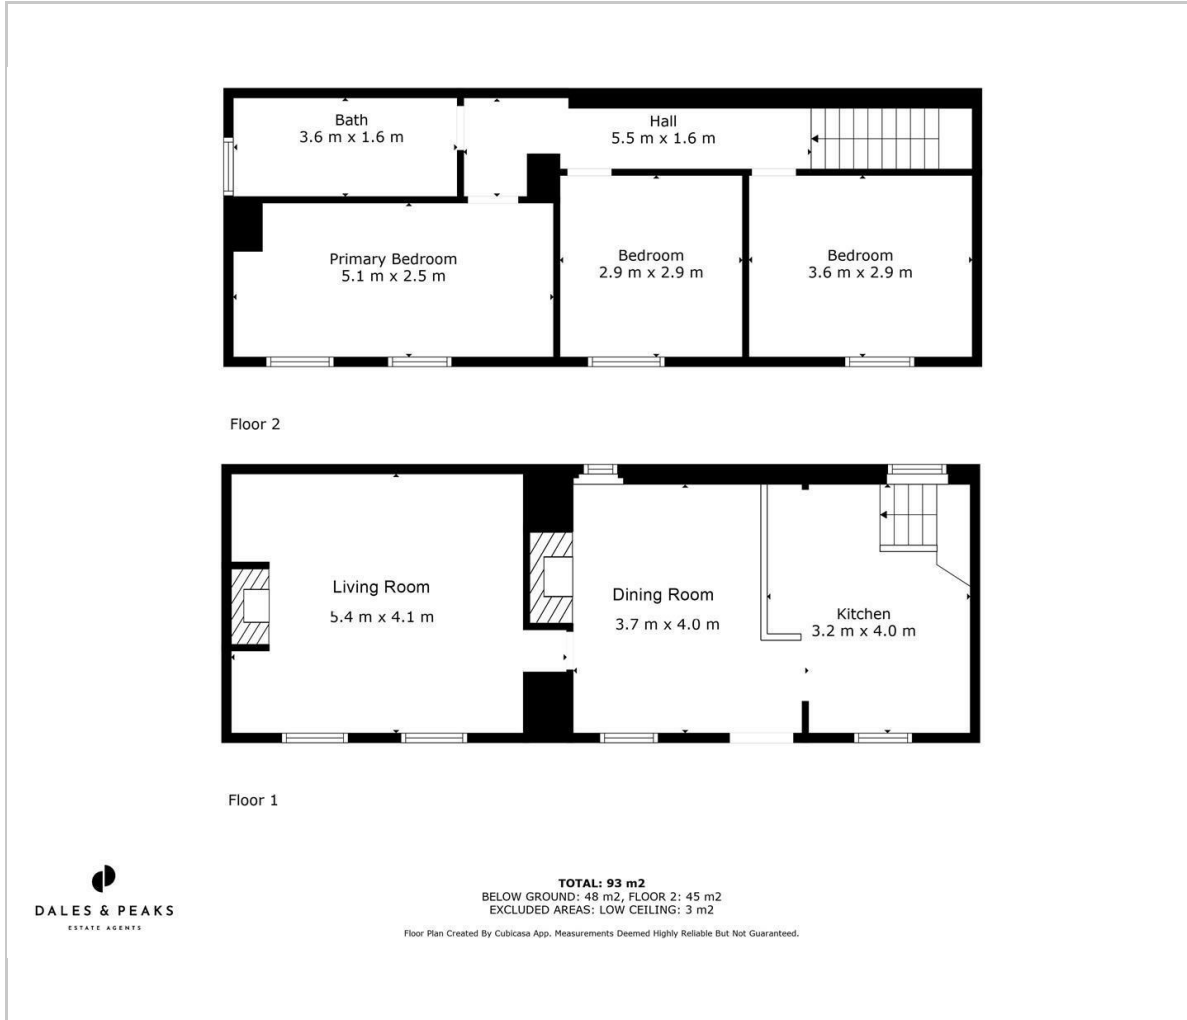 Bath
3.6 m x 1.6 m
Hall
5.5 m x 1.6 m
Primary Bedroom
5.1 m x 2.5 m
Bedroom
2.9 m x 2.9 m
Bedroom
3.6 m x 2.9 m
Floor 2
Living Room
5.4 m x 4.1 m
Dining Room
3.7 m x 4.0 m
Kitchen
3.2 m x 4.0 m
Floor 1
DALES & PEAKS
ESTATE AGENTS
TOTAL: 93 m2
BELOW GROUND: 48 m2, FLOOR 2: 45 m2
EXCLUDED AREAS: LOW CEILING: 3 m2
Floor Plan Created By Cubicasa App. Measurements Deemed Highly Reliable But Not Guaranteed.